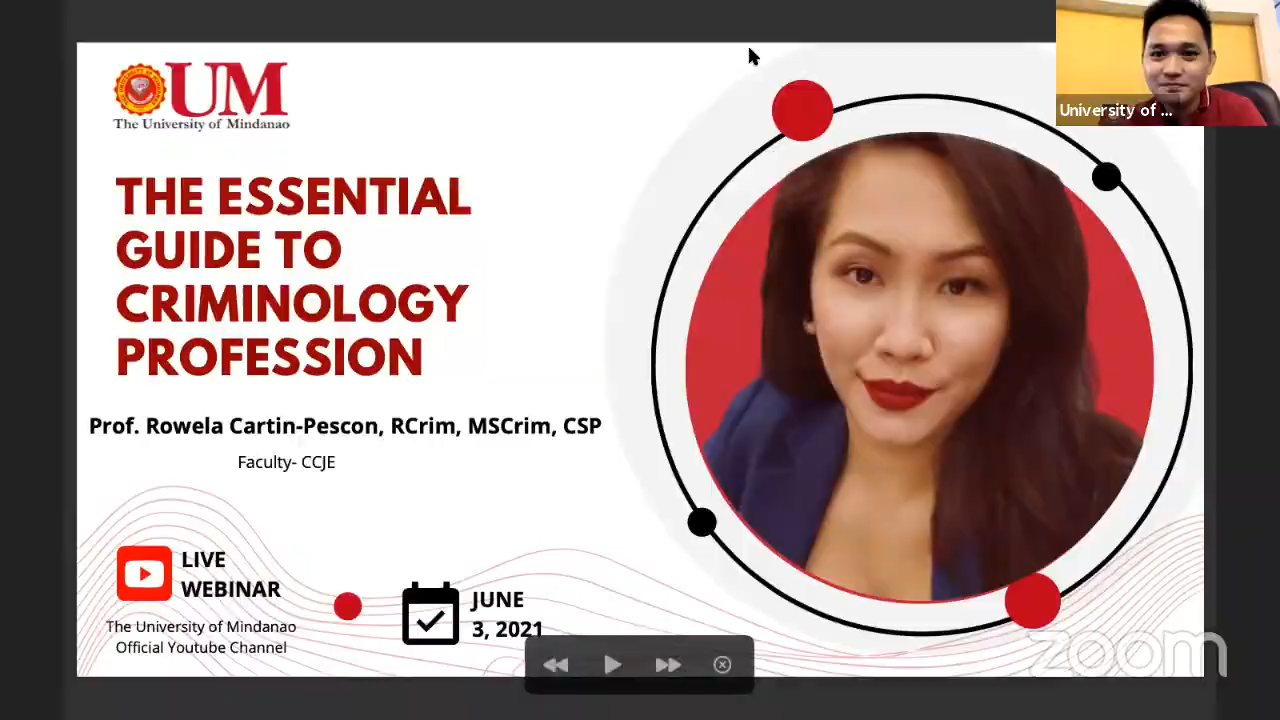 UM
The University of Mindanao
THE ESSENTIAL
GUIDE TO
CRIMINOLOGY
PROFESSION
Prof. Rowela Cartin-Pescon, RCrim, MSCrim, CSP
Faculty- CCJE
LIVE
WEBINAR
The University of Mindanao
Official Youtube Channel
JUNE
3, 2021
University of ...
zoom